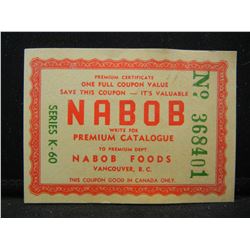 PREMIUM CERTIFICATE
ONE FULL COUPON VALUE
SAVE THIS COUPON — IT'S VALUABLE
NABOB
WRITE FOR
PREMIUM CATALOGUE
TO PREMIUM DEPT
NABOB FOODS
VANCOUVER, B.C.
THIS COUPON GOOD IN CANADA ONLY
SERIES K-60
No 368401